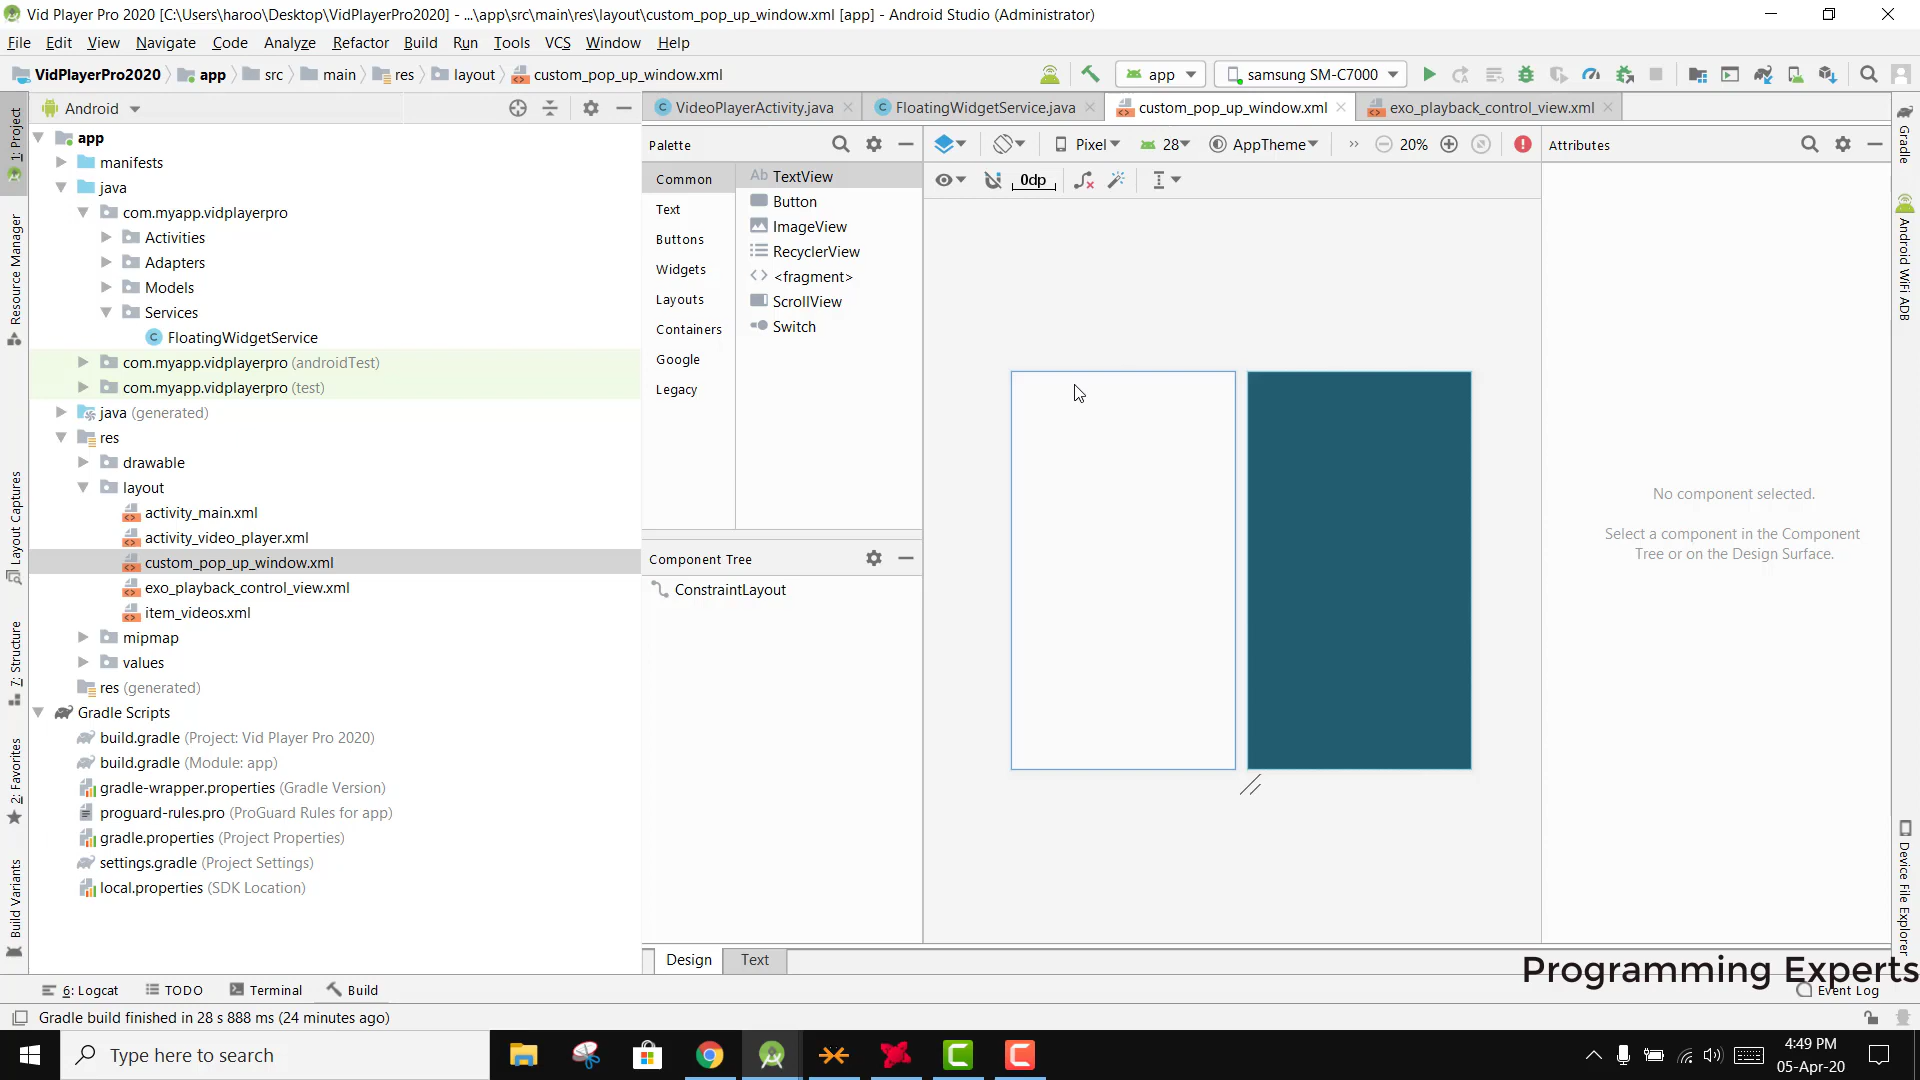 Vid Player Pro 2020 [C:\Users\haroo\Desktop\VidPlayerPro2020] - ...\app\src\main\res\layout\custom_pop_up_window.xml [app] - Android Studio (Administrator)
File Edit View Navigate Code Analyze Refactor Build Run Tools VCS Window Help
VidPlayerPro2020 app src main res layout custom_pop_up_window.xml app samsung SM-C7000
Android
VideoPlayerActivity.java FloatingWidgetService.java custom_pop_up_window.xml exo_playback_control_view.xml
1: Project
Resource Manager
Layout Captures
7: Structure
2: Favorites
Build Variants
app
manifests
java
com.myapp.vidplayerpro
Activities
Adapters
Models
Services
FloatingWidgetService
com.myapp.vidplayerpro (androidTest)
com.myapp.vidplayerpro (test)
java (generated)
res
drawable
layout
activity_main.xml
activity_video_player.xml
custom_pop_up_window.xml
exo_playback_control_view.xml
item_videos.xml
mipmap
values
res (generated)
Gradle Scripts
build.gradle (Project: Vid Player Pro 2020)
build.gradle (Module: app)
gradle-wrapper.properties (Gradle Version)
proguard-rules.pro (ProGuard Rules for app)
gradle.properties (Project Properties)
settings.gradle (Project Settings)
local.properties (SDK Location)
Palette
Common
Text
Buttons
Widgets
Layouts
Containers
Google
Legacy
Ab TextView
Button
ImageView
RecyclerView
<fragment>
ScrollView
Switch
Component Tree
ConstraintLayout
Pixel 28 AppTheme 20%
0dp
Attributes
No component selected.
Select a component in the Component
Tree or on the Design Surface.
Gradle
Android WiFi ADB
Device File Explorer
Design Text
Programming Experts
6: Logcat TODO Terminal Build Event Log
Gradle build finished in 28 s 888 ms (24 minutes ago)
Type here to search
4:49 PM
05-Apr-20